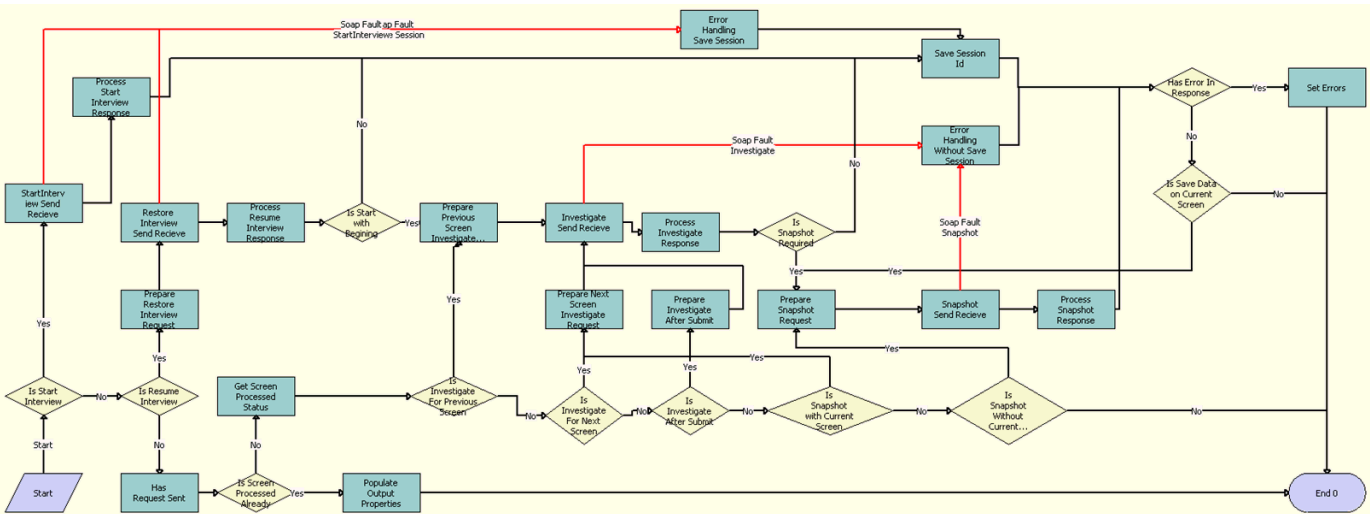 Soap Faultap Fault
StartInterviewe Session
Error
Handling
Save Session
Save Session
Id
Process
Start
Interview
Response
Has Error In
Response
Yes
Set Errors
No
Soap Fault
Investigate
Error
Handling
Without Save
Session
No
No
Is Save Data
on Current
Screen
No
StartInterv
iew Send
Recieve
Restore
Interview
Send Recieve
Process
Resume
Interview
Response
Is Start
with
Begining
Yes
Prepare
Previous
Screen
Investigate...
Investigate
Send Recieve
Process
Investigate
Response
Is
Snapshot
Required
Soap Fault
Snapshot
Yes
Yes
Prepare
Restore
Interview
Request
Yes
Prepare Next
Screen
Investigate
Request
Prepare
Investigate
After Submit
Prepare
Snapshot
Request
Snapshot
Send Recieve
Process
Snapshot
Response
Yes
Yes
Yes
Yes
Yes
Yes
Is Start
Interview
No
Is Resume
Interview
Get Screen
Processed
Status
Is
Investigate
For Previous
Screen
No
Is
Investigate
For Next
Screen
No
Is
Investigate
After Submit
No
Is
Snapshot
with Current
Screen
No
Is
Snapshot
Without
Current...
No
Start
No
No
Start
Has
Request Sent
Is Screen
Processed
Already
Yes
Populate
Output
Properties
End 0